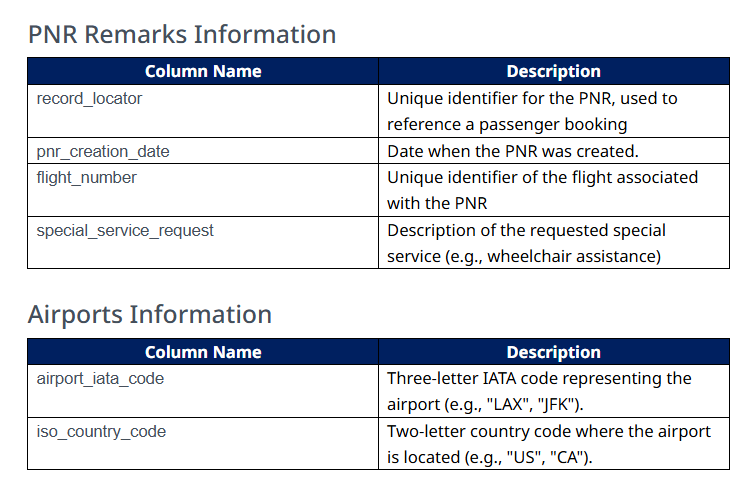 PNR Remarks Information
Column Name Description
record_locator Unique identifier for the PNR, used to
reference a passenger booking
pnr_creation_date Date when the PNR was created.
flight_number Unique identifier of the flight associated
with the PNR
special_service_request Description of the requested special
service (e.g., wheelchair assistance)
Airports Information
Column Name Description
airport_iata_code Three-letter IATA code representing the
airport (e.g., "LAX", "JFK").
iso_country_code Two-letter country code where the airport
is located (e.g., "US", "CA").